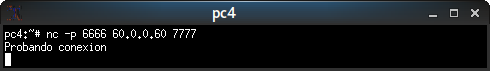 pc4
pc4:~# nc -p 6666 60.0.0.60 7777
Probando conexion